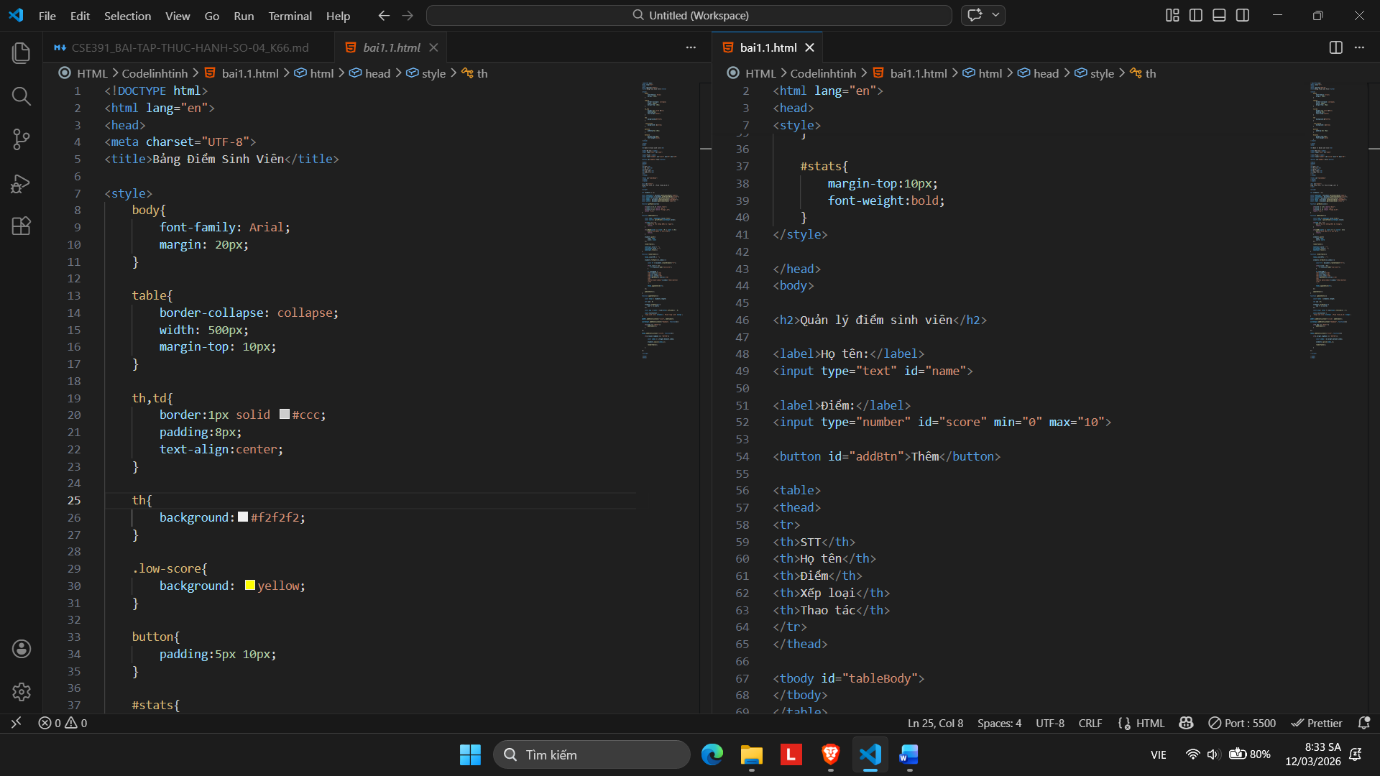 File Edit Selection View Go Run Terminal Help
Untitled (Workspace)
CSE391_BAI-TAP-THUC-HANH-SO-04_K66.md
bai1.1.html
HTML > Codelinhtinh > bai1.1.html > html > head > style > th
1 <!DOCTYPE html>
2 <html lang="en">
3 <head>
4 <meta charset="UTF-8">
5 <title>Bảng Điểm Sinh Viên</title>
6
7 <style>
8 body{
9 font-family: Arial;
10 margin: 20px;
11 }
12
13 table{
14 border-collapse: collapse;
15 width: 500px;
16 margin-top: 10px;
17 }
18
19 th,td{
20 border:1px solid #ccc;
21 padding:8px;
22 text-align:center;
23 }
24
25 th{
26 background:#f2f2f2;
27 }
28
29 .low-score{
30 background: yellow;
31 }
32
33 button{
34 padding:5px 10px;
35 }
36
37 #stats{
bai1.1.html
HTML > Codelinhtinh > bai1.1.html > html > head > style > th
2 <html lang="en">
3 <head>
7 <style>
35 }
36
37 #stats{
38 margin-top:10px;
39 font-weight:bold;
40 }
41 </style>
42
43 </head>
44 <body>
45
46 <h2>Quản lý điểm sinh viên</h2>
47
48 <label>Họ tên:</label>
49 <input type="text" id="name">
50
51 <label>Điểm:</label>
52 <input type="number" id="score" min="0" max="10">
53
54 <button id="addBtn">Thêm</button>
55
56 <table>
57 <thead>
58 <tr>
59 <th>STT</th>
60 <th>Họ tên</th>
61 <th>Điểm</th>
62 <th>Xếp loại</th>
63 <th>Thao tác</th>
64 </tr>
65 </thead>
66
67 <tbody id="tableBody">
68 </tbody>
69 </table>
0 0
Ln 25, Col 8 Spaces: 4 UTF-8 CRLF HTML Port : 5500 Prettier
Tìm kiếm
L
VIE
80%
8:33 SA
12/03/2026